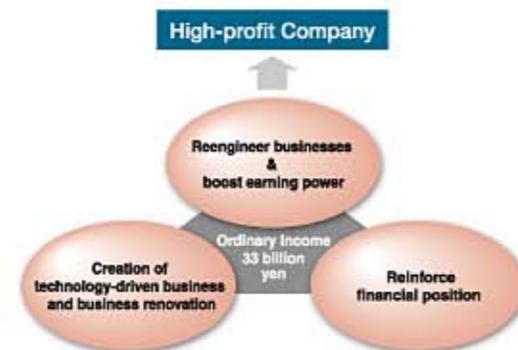 High-profit Company
Reengineer businesses
&
boost earning power
Ordinary Income
33 billion
yen
Creation of
technology-driven business
and business renovation
Reinforce
financial position